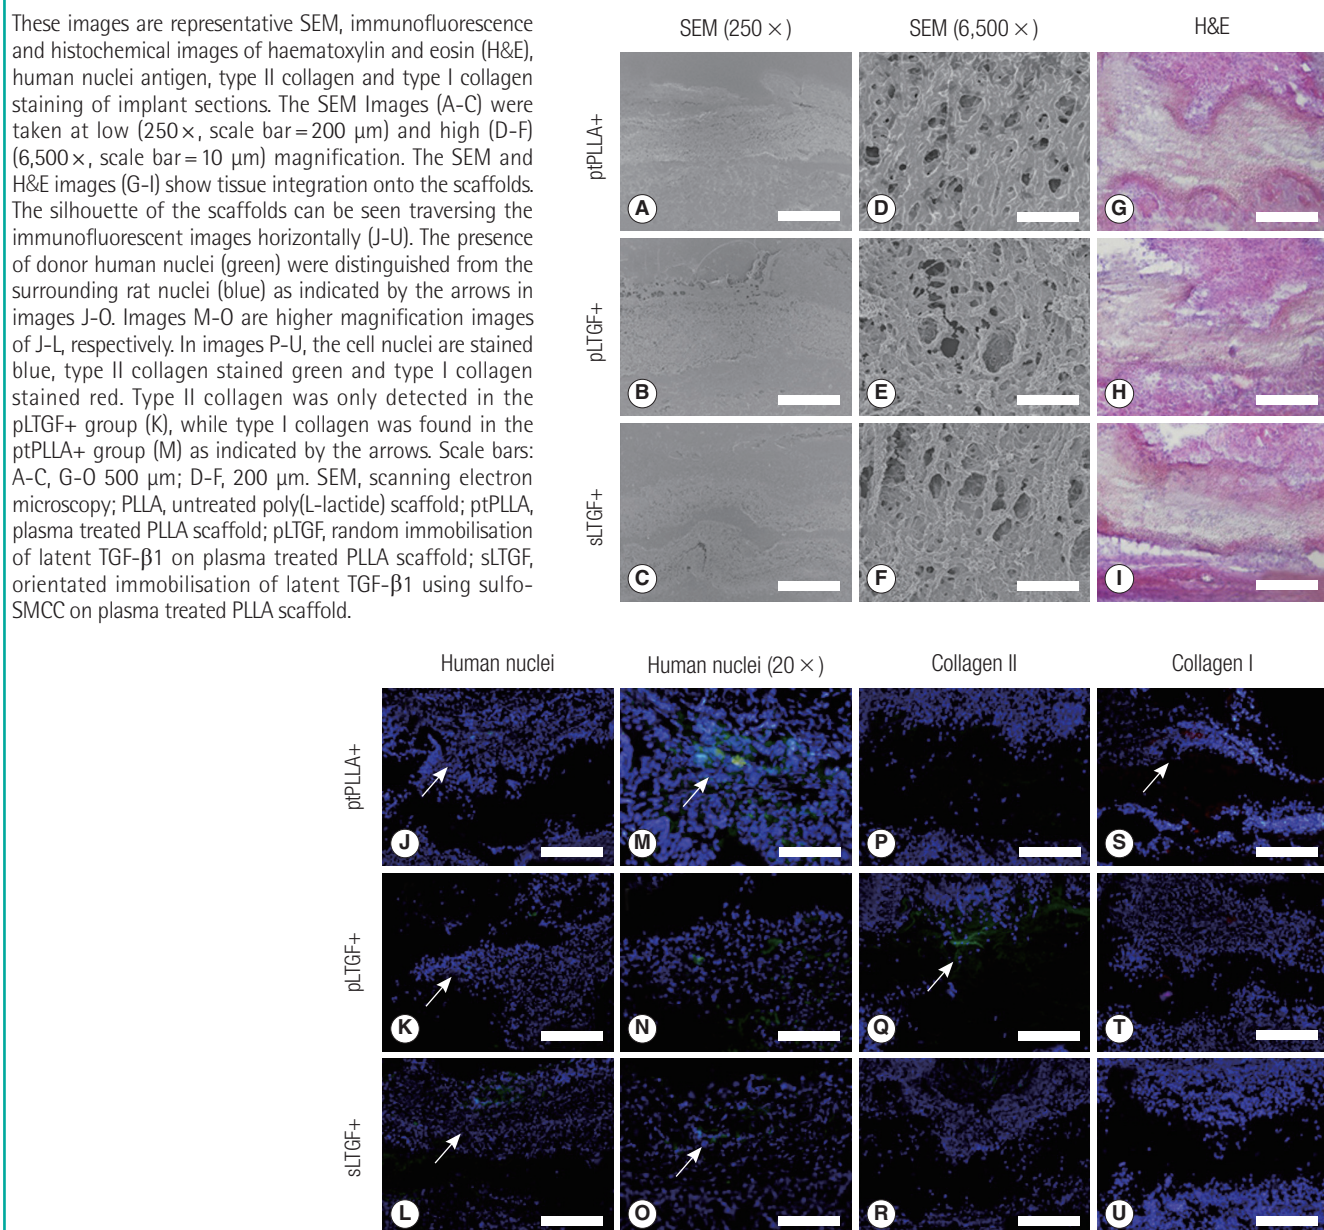 These images are representative SEM, immunofluorescence
and histochemical images of haematoxylin and eosin (H&E),
human nuclei antigen, type II collagen and type I collagen
staining of implant sections. The SEM Images (A-C) were
taken at low (250×, scale bar=200 μm) and high (D-F)
(6,500×, scale bar=10 μm) magnification. The SEM and
H&E images (G-I) show tissue integration onto the scaffolds.
The silhouette of the scaffolds can be seen traversing the
immunofluorescent images horizontally (J-U). The presence
of donor human nuclei (green) were distinguished from the
surrounding rat nuclei (blue) as indicated by the arrows in
images J-O. Images M-O are higher magnification images
of J-L, respectively. In images P-U, the cell nuclei are stained
blue, type II collagen stained green and type I collagen
stained red. Type II collagen was only detected in the
pLTGF+ group (K), while type I collagen was found in the
ptPLLA+ group (M) as indicated by the arrows. Scale bars:
A-C, G-O 500 μm; D-F, 200 μm. SEM, scanning electron
microscopy; PLLA, untreated poly(L-lactide) scaffold; ptPLLA,
plasma treated PLLA scaffold; pLTGF, random immobilisation
of latent TGF-β1 on plasma treated PLLA scaffold; sLTGF,
orientated immobilisation of latent TGF-β1 using sulfo-
SMCC on plasma treated PLLA scaffold.
SEM (250 ×) SEM (6,500 ×) H&E
ptPLLA+
A D G
pLTGF+
B E H
sLTGF+
C F I
Human nuclei Human nuclei (20 ×) Collagen II Collagen I
ptPLLA+
J M P S
pLTGF+
K N Q T
sLTGF+
L O R U